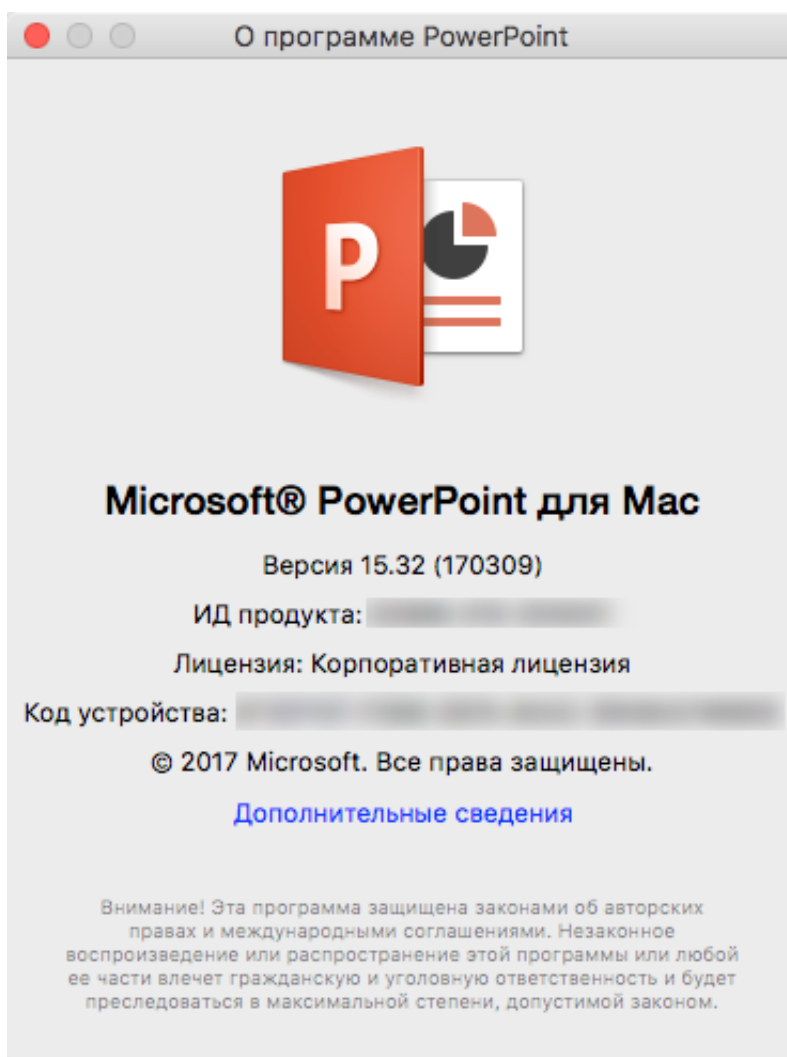 О программе PowerPoint
P
Microsoft® PowerPoint для Mac
Версия 15.32 (170309)
ИД продукта:
Лицензия: Корпоративная лицензия
Код устройства:
© 2017 Microsoft. Все права защищены.
Дополнительные сведения
Внимание! Эта программа защищена законами об авторских
правах и международными соглашениями. Незаконное
воспроизведение или распространение этой программы или любой
ее части влечет гражданскую и уголовную ответственность и будет
преследоваться в максимальной степени, допустимой законом.